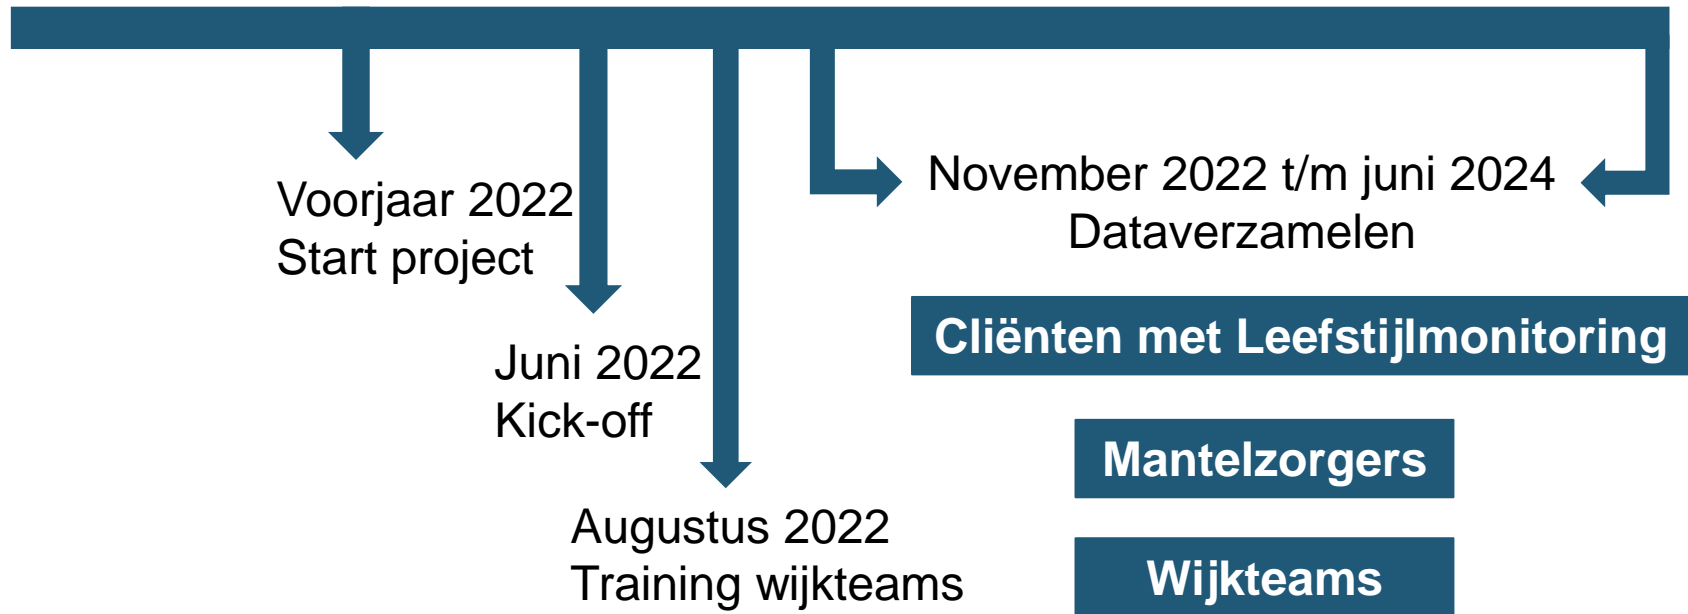 Voorjaar 2022
Start project
Juni 2022
Kick-off
Augustus 2022
Training wijkteams
November 2022 t/m juni 2024
Dataverzamelen
Cliënten met Leefstijlmonitoring
Mantelzorgers
Wijkteams